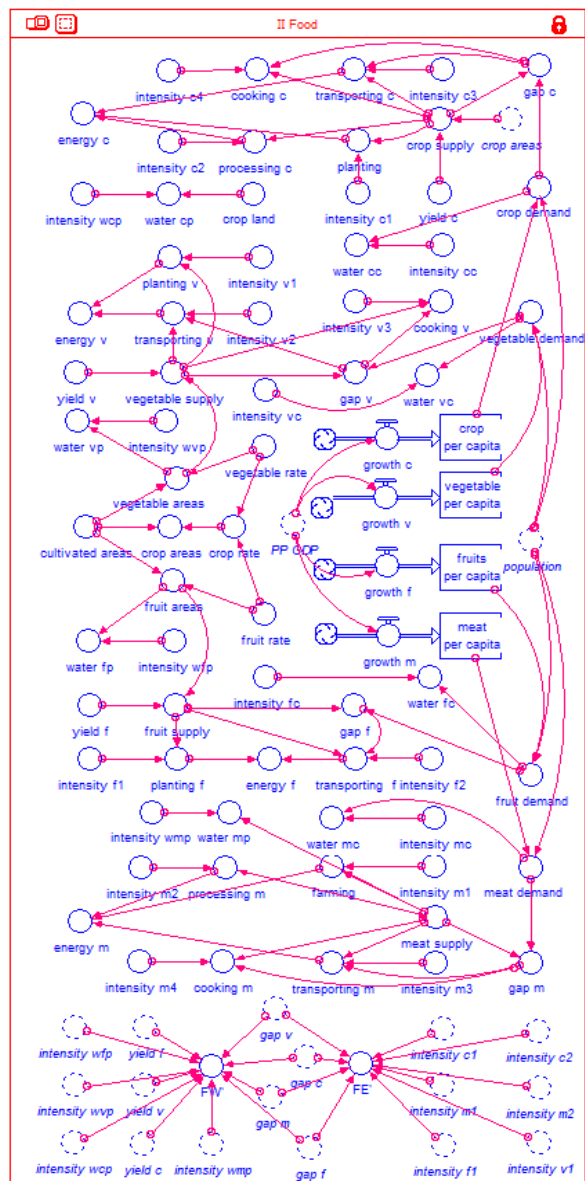 II Food
intensity c4
cooking c
transporting c
intensity c3
gap c
energy c
intensity c2
processing c
planting
crop supply
crop areas
intensity wcp
water cp
crop land
intensity c1
yield c
crop demand
planting v
intensity v1
water cc
intensity cc
energy v
transporting v
intensity v2
intensity v3
cooking v
vegetable demand
yield v
vegetable supply
intensity vc
gap v
water vc
water vp
intensity wvp
vegetable rate
growth c
crop
per capita
vegetable areas
growth v
vegetable
per capita
cultivated areas
crop areas
crop rate
PP GDP
population
fruit areas
growth f
fruits
per capita
water fp
intensity wfp
fruit rate
growth m
meat
per capita
intensity fc
water fc
yield f
fruit supply
gap f
intensity f1
planting f
energy f
transporting f
intensity f2
fruit demand
intensity wmp
water mp
water mc
intensity mc
intensity m2
processing m
farming
intensity m1
meat demand
energy m
meat supply
intensity m4
cooking m
transporting m
intensity m3
gap m
intensity wfp
yield f
gap v
intensity c1
intensity c2
FW'
gap c
FE'
intensity wvp
yield v
gap m
intensity m1
intensity m2
intensity wcp
yield c
intensity wmp
gap f
intensity f1
intensity v1